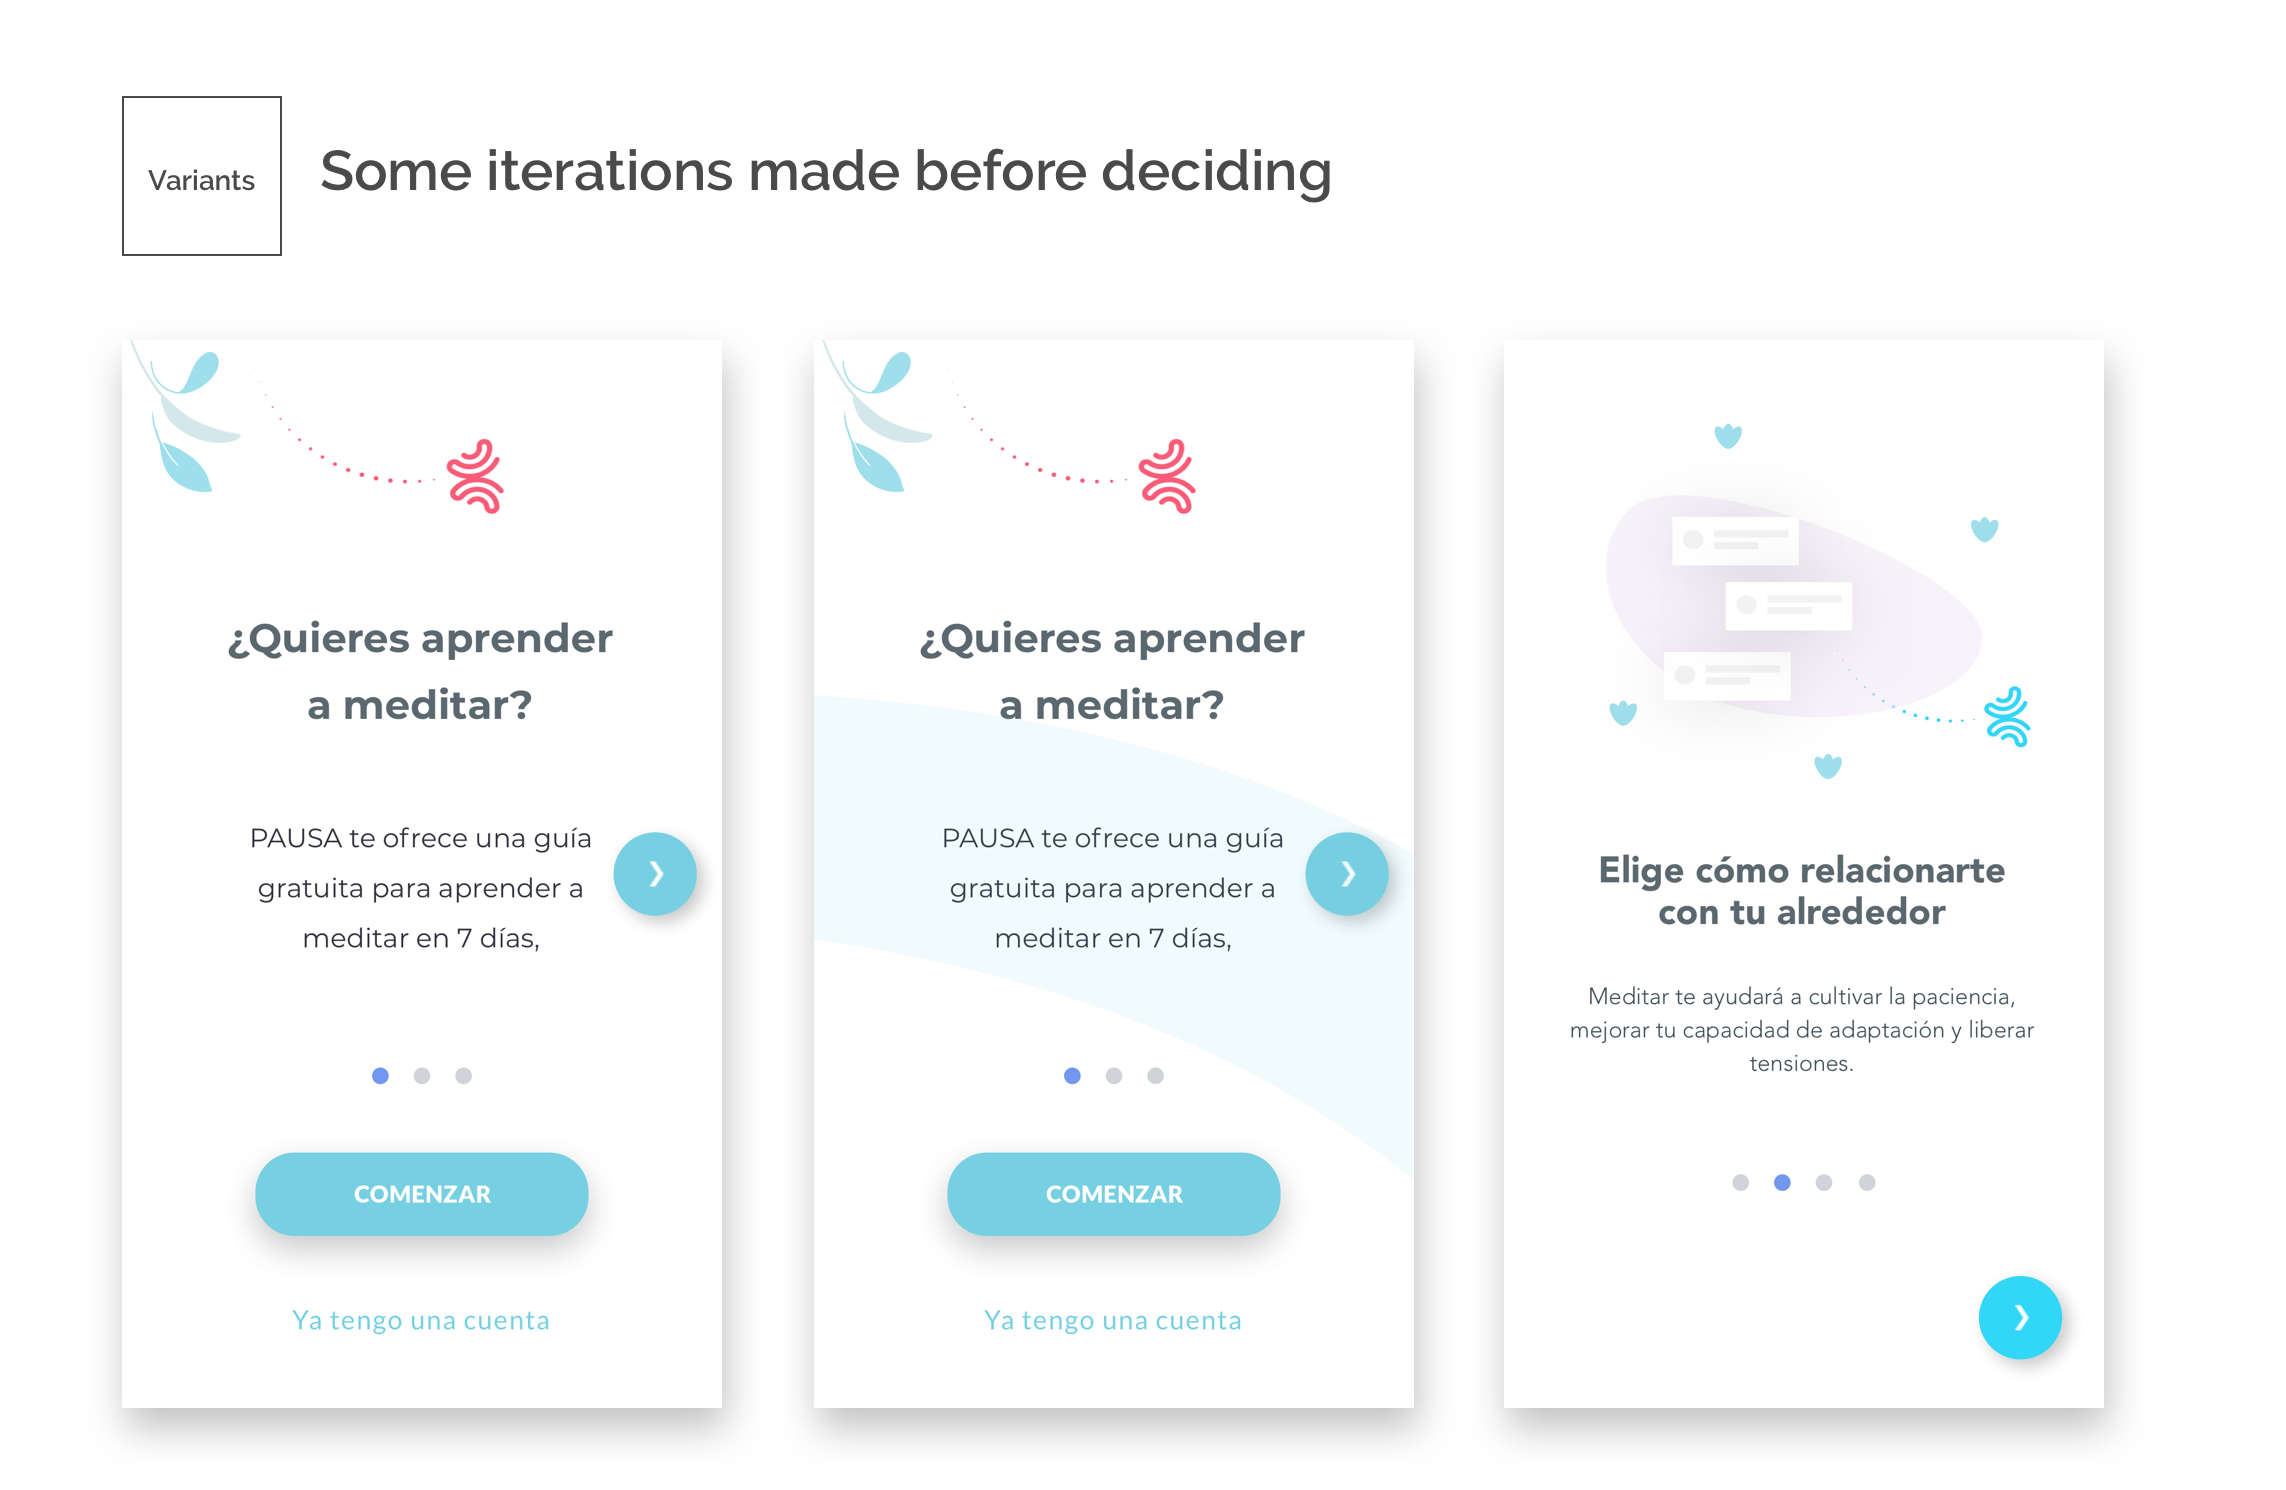 Variants
Some iterations made before deciding
¿Quieres aprender
a meditar?
PAUSA te ofrece una guía
gratuita para aprender a
meditar en 7 días,
COMENZAR
Ya tengo una cuenta
¿Quieres aprender
a meditar?
PAUSA te ofrece una guía
gratuita para aprender a
meditar en 7 días,
COMENZAR
Ya tengo una cuenta
Elige cómo relacionarte
con tu alrededor
Meditar te ayudará a cultivar la paciencia,
mejorar tu capacidad de adaptación y liberar
tensiones.